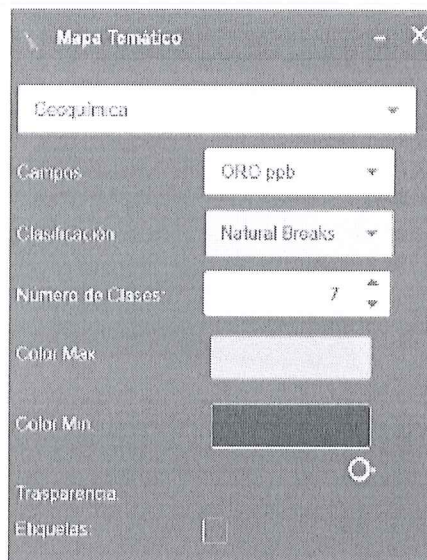 Mapa Temático
Geoquímica
Campos
ORO ppb
Clasificación
Natural Breaks
Número de Clases:
7
Color Max
Color Min
Trasparencia:
Etiquetas: